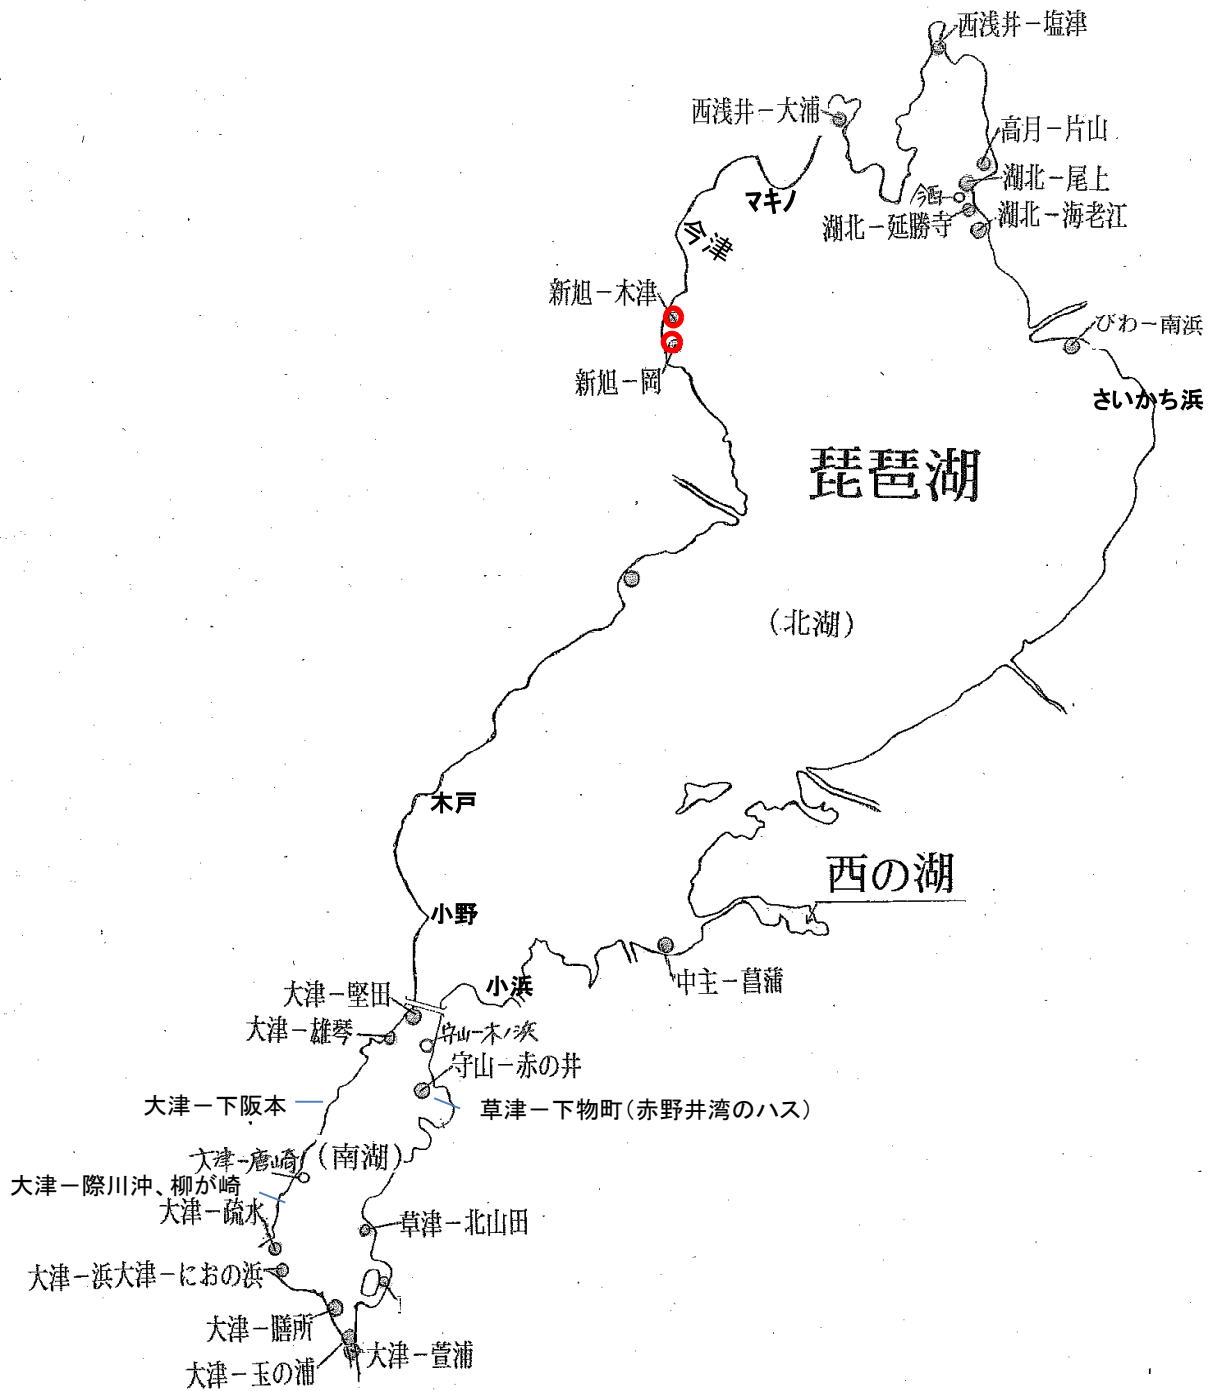 西浅井－塩津
西浅井－大浦
高月－片山
湖北－尾上
湖北－延勝寺
湖北－海老江
マキノ
今津
新旭－木津
びわ－南浜
新旭－岡
さいかち浜
琵琶湖
(北湖)
木戸
西の湖
小野
中主－菖蒲
小浜
大津－堅田
大津－雄琴
守山－木ノ浜
守山－赤の井
大津－下阪本
草津－下物町(赤野井湾のハス)
大津－唐崎
(南湖)
大津－際川沖、柳が崎
大津－疏水
草津－北山田
大津－浜大津－におの浜
大津－膳所
大津－萱浦
大津－玉の浦